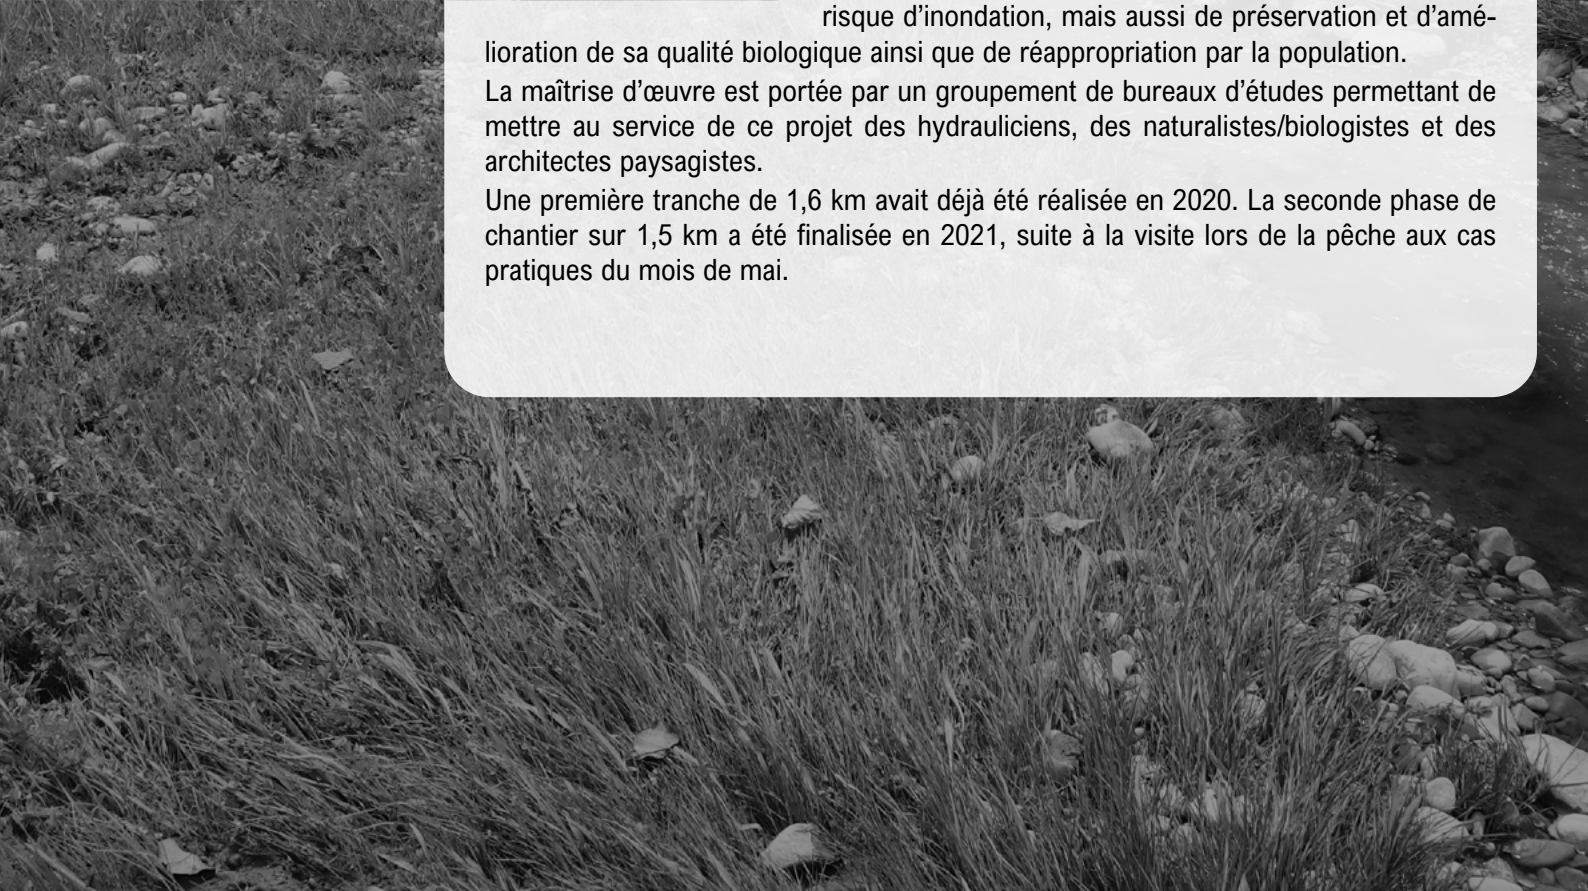 risque d’inondation, mais aussi de préservation et d’amé-
lioration de sa qualité biologique ainsi que de réappropriation par la population.
La maîtrise d’œuvre est portée par un groupement de bureaux d’études permettant de
mettre au service de ce projet des hydrauliciens, des naturalistes/biologistes et des
architectes paysagistes.
Une première tranche de 1,6 km avait déjà été réalisée en 2020. La seconde phase de
chantier sur 1,5 km a été finalisée en 2021, suite à la visite lors de la pêche aux cas
pratiques du mois de mai.